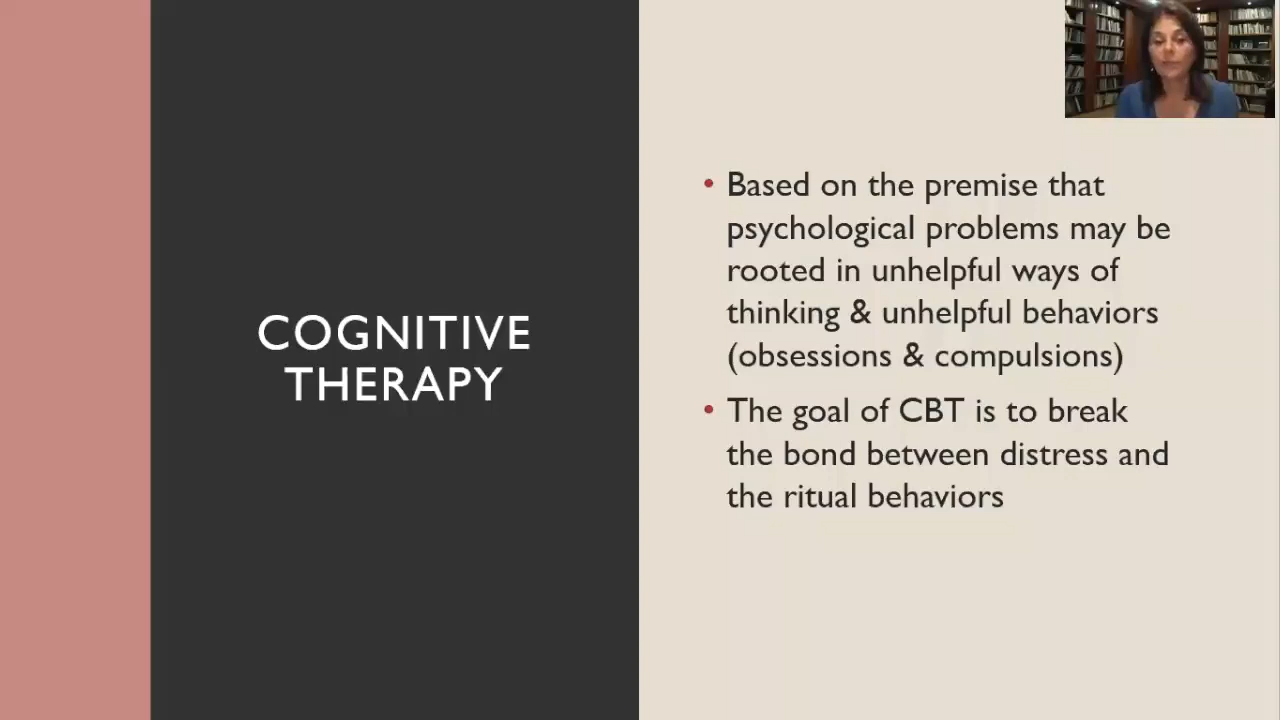 COGNITIVE
THERAPY
• Based on the premise that
psychological problems may be
rooted in unhelpful ways of
thinking & unhelpful behaviors
(obsessions & compulsions)
• The goal of CBT is to break
the bond between distress and
the ritual behaviors